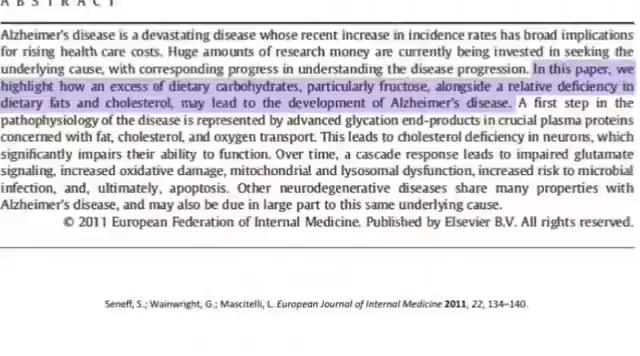 ABSTRACT
Alzheimer's disease is a devastating disease whose recent increase in incidence rates has broad implications
for rising health care costs. Huge amounts of research money are currently being invested in seeking the
underlying cause, with corresponding progress in understanding the disease progression. In this paper, we
highlight how an excess of dietary carbohydrates, particularly fructose, alongside a relative deficiency in
dietary fats and cholesterol, may lead to the development of Alzheimer's disease. A first step in the
pathophysiology of the disease is represented by advanced glycation end-products in crucial plasma proteins
concerned with fat, cholesterol, and oxygen transport. This leads to cholesterol deficiency in neurons, which
significantly impairs their ability to function. Over time, a cascade response leads to impaired glutamate
signaling, increased oxidative damage, mitochondrial and lysosomal dysfunction, increased risk to microbial
infection, and, ultimately, apoptosis. Other neurodegenerative diseases share many properties with
Alzheimer's disease, and may also be due in large part to this same underlying cause.
© 2011 European Federation of Internal Medicine. Published by Elsevier B.V. All rights reserved.
Seneff, S.; Wainwright, G.; Mascitelli, L. European Journal of Internal Medicine 2011, 22, 134–140.